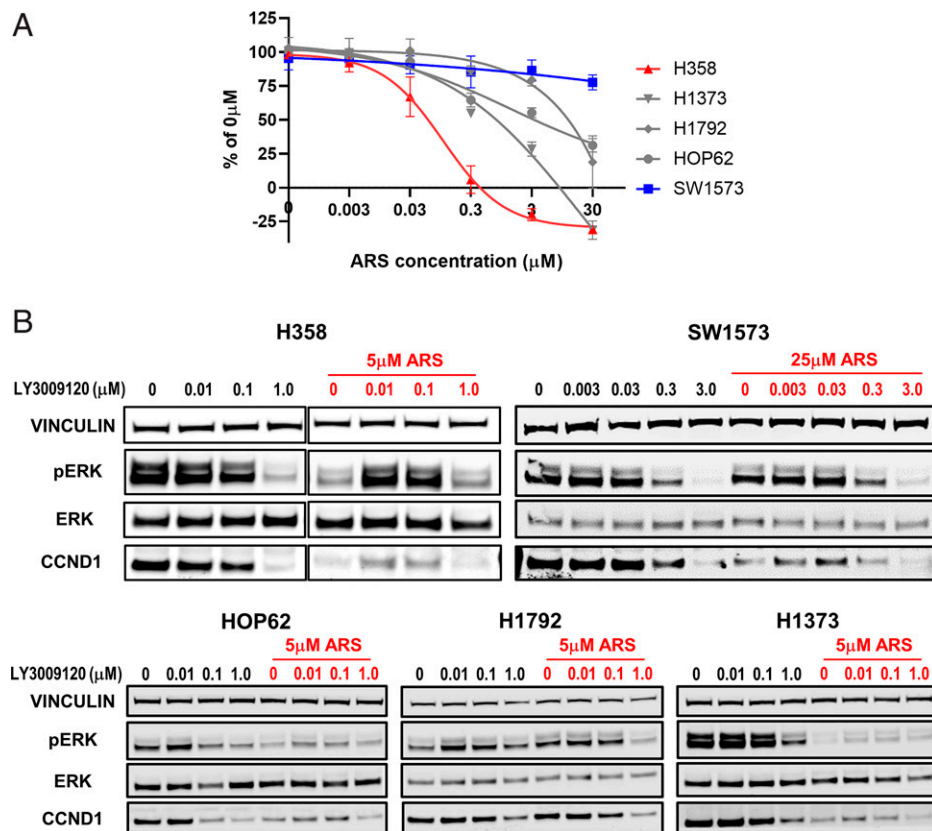 A
% of 0μM
125
100
75
50
25
0
-25
0 0.003 0.03 0.3 3 30
ARS concentration (μM)
H358
H1373
H1792
HOP62
SW1573
B
H358 SW1573
5μM ARS 25μM ARS
LY3009120 (μM) 0 0.01 0.1 1.0 0 0.01 0.1 1.0 0 0.003 0.03 0.3 3.0 0 0.003 0.03 0.3 3.0
VINCULIN
pERK
ERK
CCND1
HOP62 H1792 H1373
5μM ARS 5μM ARS 5μM ARS
LY3009120 (μM) 0 0.01 0.1 1.0 0 0.01 0.1 1.0 0 0.01 0.1 1.0 0 0.01 0.1 1.0 0 0.01 0.1 1.0 0 0.01 0.1 1.0
VINCULIN
pERK
ERK
CCND1